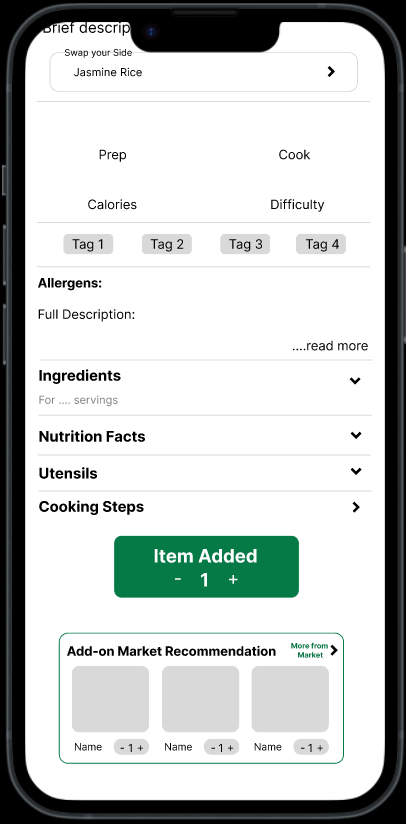 Brief descrip
Swap your Side
Jasmine Rice
Prep Cook
Calories Difficulty
Tag 1 Tag 2 Tag 3 Tag 4
Allergens:
Full Description:
....read more
Ingredients
For .... servings
Nutrition Facts
Utensils
Cooking Steps
Item Added
- 1 +
Add-on Market Recommendation
More from
Market
Name - 1 + Name - 1 + Name - 1 +